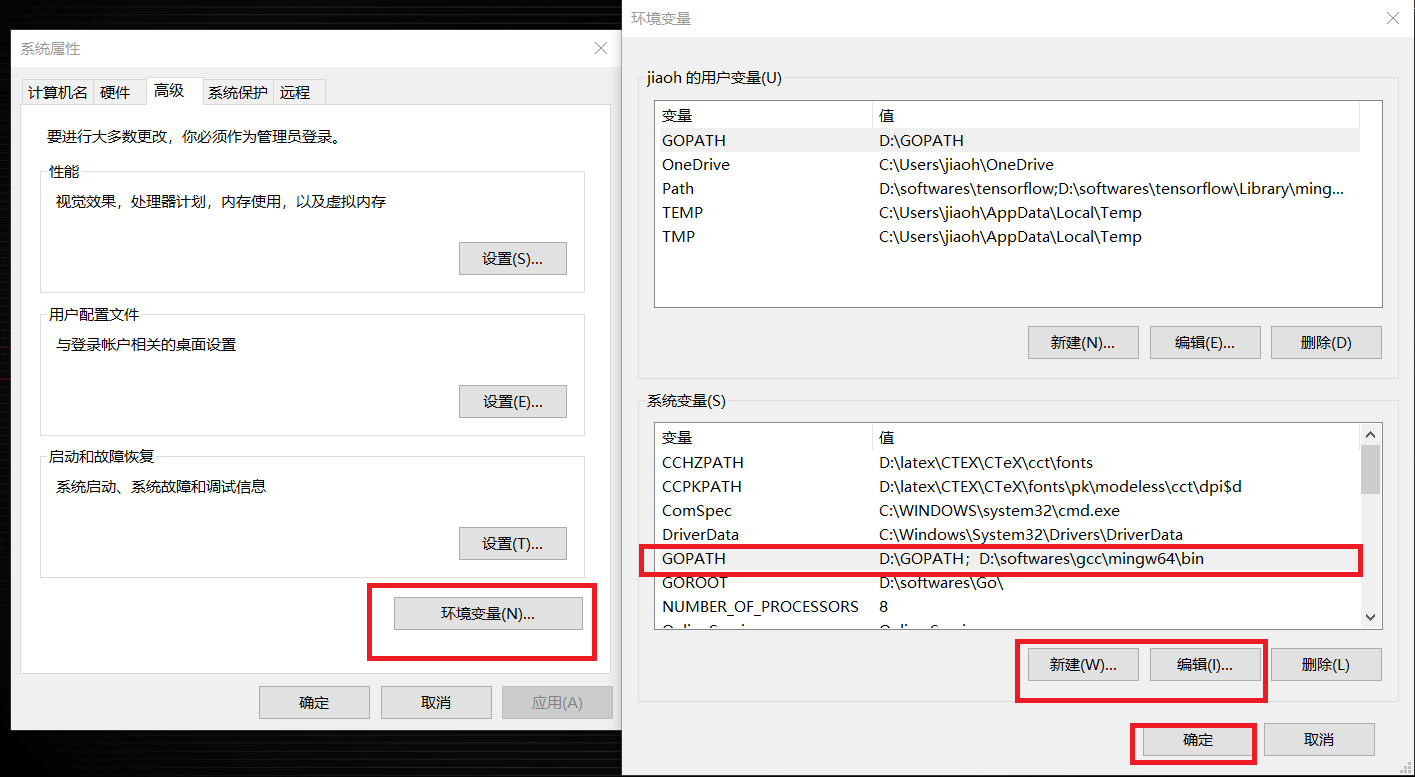 系统属性
计算机名 硬件 高级 系统保护 远程
要进行大多数更改，你必须作为管理员登录。
性能
视觉效果，处理器计划，内存使用，以及虚拟内存
设置(S)...
用户配置文件
与登录帐户相关的桌面设置
设置(E)...
启动和故障恢复
系统启动、系统故障和调试信息
设置(T)...
环境变量(N)...
确定 取消 应用(A)
环境变量
jiaoh 的用户变量(U)
变量 值
GOPATH D:\GOPATH
OneDrive C:\Users\jiaoh\OneDrive
Path D:\softwares\tensorflow;D:\softwares\tensorflow\Library\ming...
TEMP C:\Users\jiaoh\AppData\Local\Temp
TMP C:\Users\jiaoh\AppData\Local\Temp
新建(N)... 编辑(E)... 删除(D)
系统变量(S)
变量 值
CCHZPATH D:\latex\CTEX\CTeX\cct\fonts
CCPKPATH D:\latex\CTEX\CTeX\fonts\pk\modeless\cct\dpi$d
ComSpec C:\WINDOWS\system32\cmd.exe
DriverData C:\Windows\System32\Drivers\DriverData
GOPATH D:\GOPATH；D:\softwares\gcc\mingw64\bin
GOROOT D:\softwares\Go\
NUMBER_OF_PROCESSORS 8
新建(W)... 编辑(I)... 删除(L)
确定 取消